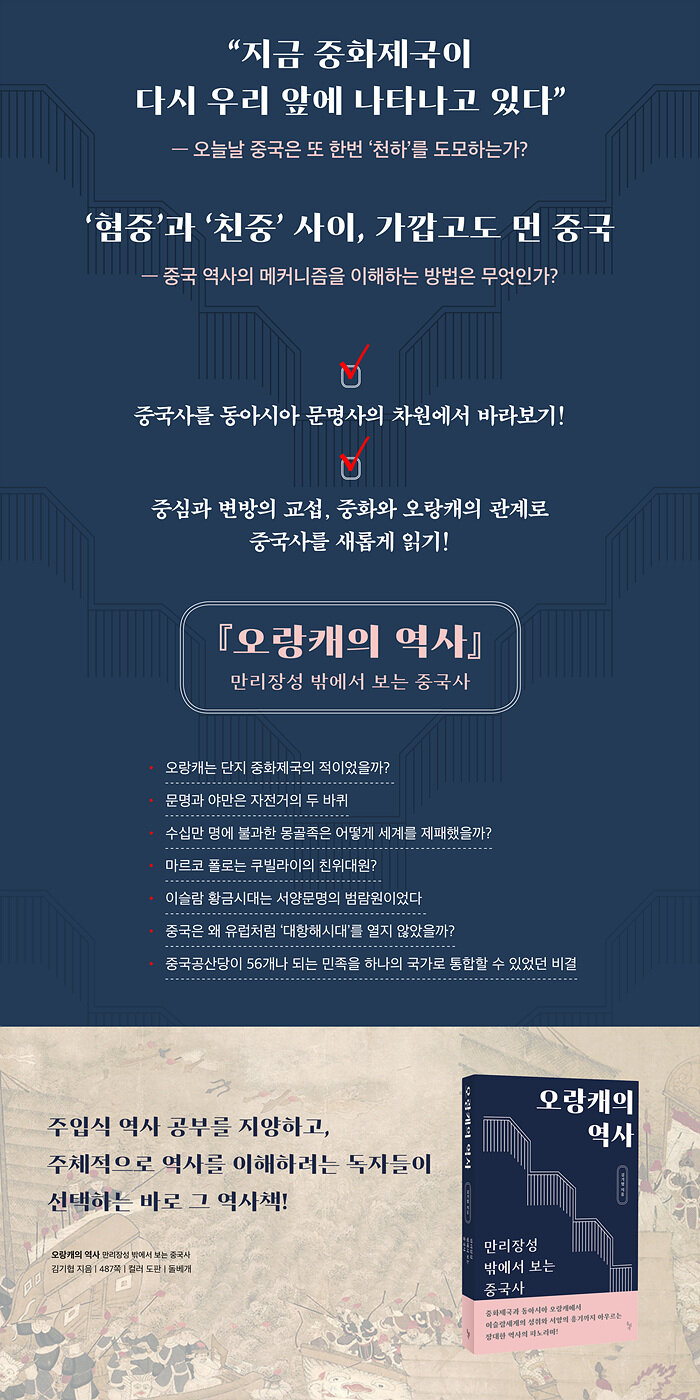 “지금 중화제국이
다시 우리 앞에 나타나고 있다”
— 오늘날 중국은 또 한번 ‘천하’를 도모하는가?
‘혐중’과 ‘친중’ 사이, 가깝고도 먼 중국
— 중국 역사의 메커니즘을 이해하는 방법은 무엇인가?
중국사를 동아시아 문명사의 차원에서 바라보기!
중심과 변방의 교섭, 중화와 오랑캐의 관계로
중국사를 새롭게 읽기!
『오랑캐의 역사』
만리장성 밖에서 보는 중국사
• 오랑캐는 단지 중화제국의 적이었을까?
• 문명과 야만은 자전거의 두 바퀴
• 수십만 명에 불과한 몽골족은 어떻게 세계를 제패했을까?
• 마르코 폴로는 쿠빌라이의 친위대원?
• 이슬람 황금시대는 서양문명의 범람원이었다
• 중국은 왜 유럽처럼 ‘대항해시대’를 열지 않았을까?
• 중국공산당이 56개나 되는 민족을 하나의 국가로 통합할 수 있었던 비결
주입식 역사 공부를 지양하고,
주체적으로 역사를 이해하려는 독자들이
선택하는 바로 그 역사책!
오랑캐의 역사 만리장성 밖에서 보는 중국사
김기협 지음 | 487쪽 | 컬러 도판 | 돌베개
오랑캐의 역사
오랑캐의
역사
김기협 지음
만리장성
밖에서 보는
중국사
중화제국과 동아시아 오랑캐에서
이슬람세계의 성쇠와 서양의 흥기까지 아우르는
장대한 역사의 파노라마!